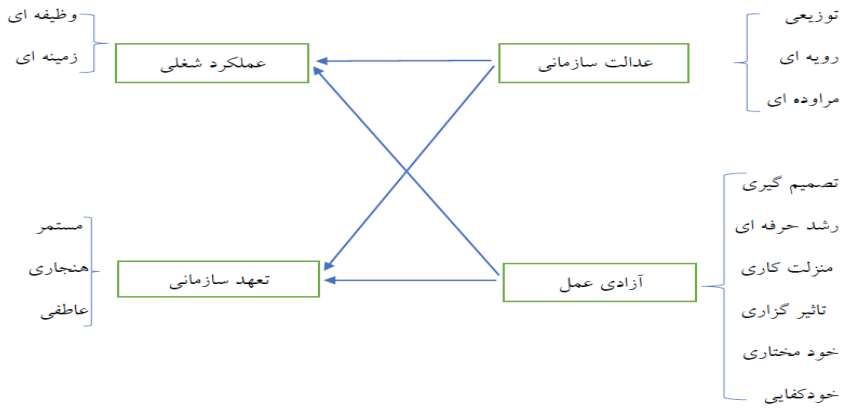 توزیعی
رویه ای
مراوده ای
عدالت سازمانی
عملکرد شغلی
وظیفه ای
زمینه ای
تصمیم گیری
رشد حرفه ای
منزلت کاری
تاثیر گزاری
خود مختاری
خودکفایی
آزادی عمل
تعهد سازمانی
مستمر
هنجاری
عاطفی